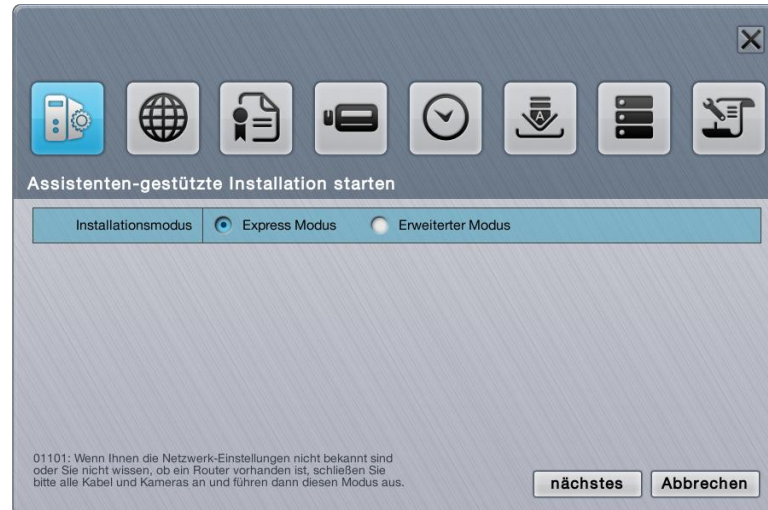 Assistenten-gestützte Installation starten
Installationsmodus Express Modus Erweiterter Modus
01101: Wenn Ihnen die Netzwerk-Einstellungen nicht bekannt sind
oder Sie nicht wissen, ob ein Router vorhanden ist, schließen Sie
bitte alle Kabel und Kameras an und führen dann diesen Modus aus.
nächstes Abbrechen